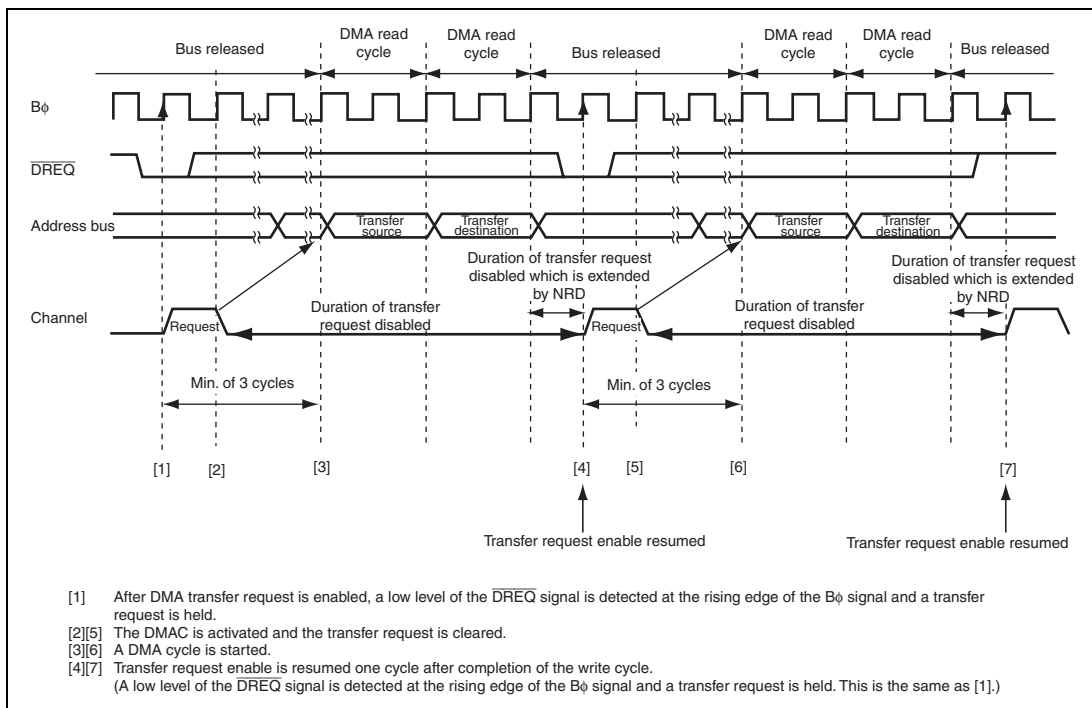 Bus released
DMA read cycle
DMA read cycle
Bus released
DMA read cycle
DMA read cycle
Bus released
Bφ
DREQ
Address bus
Transfer source
Transfer destination
Transfer source
Transfer destination
Duration of transfer request disabled which is extended by NRD
Duration of transfer request disabled which is extended by NRD
Channel
Request
Duration of transfer request disabled
Request
Duration of transfer request disabled
Min. of 3 cycles
Min. of 3 cycles
[1]
[2]
[3]
[4]
[5]
[6]
[7]
Transfer request enable resumed
Transfer request enable resumed
[1] After DMA transfer request is enabled, a low level of the DREQ signal is detected at the rising edge of the Bφ signal and a transfer
request is held.
[2][5] The DMAC is activated and the transfer request is cleared.
[3][6] A DMA cycle is started.
[4][7] Transfer request enable is resumed one cycle after completion of the write cycle.
(A low level of the DREQ signal is detected at the rising edge of the Bφ signal and a transfer request is held. This is the same as [1].)